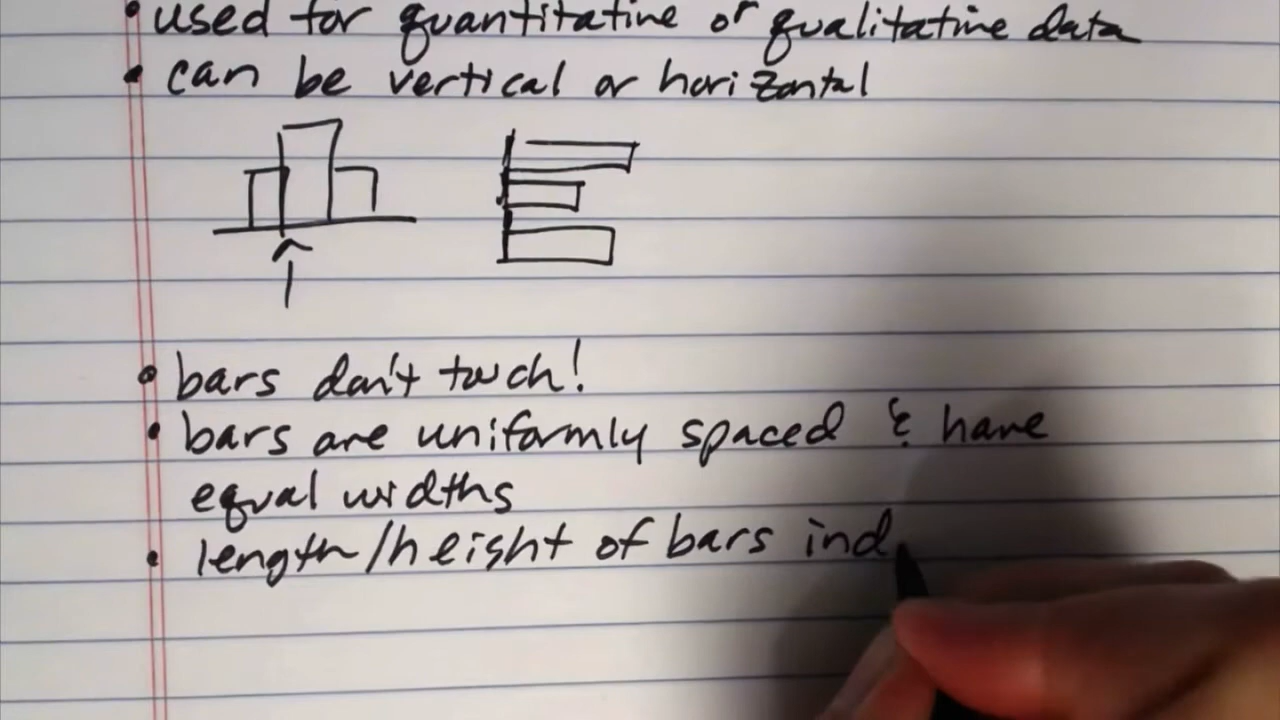 • used for quantitative or qualitative data
• can be vertical or horizontal
• bars don't touch!
• bars are uniformly spaced & have
equal widths
• length/height of bars ind